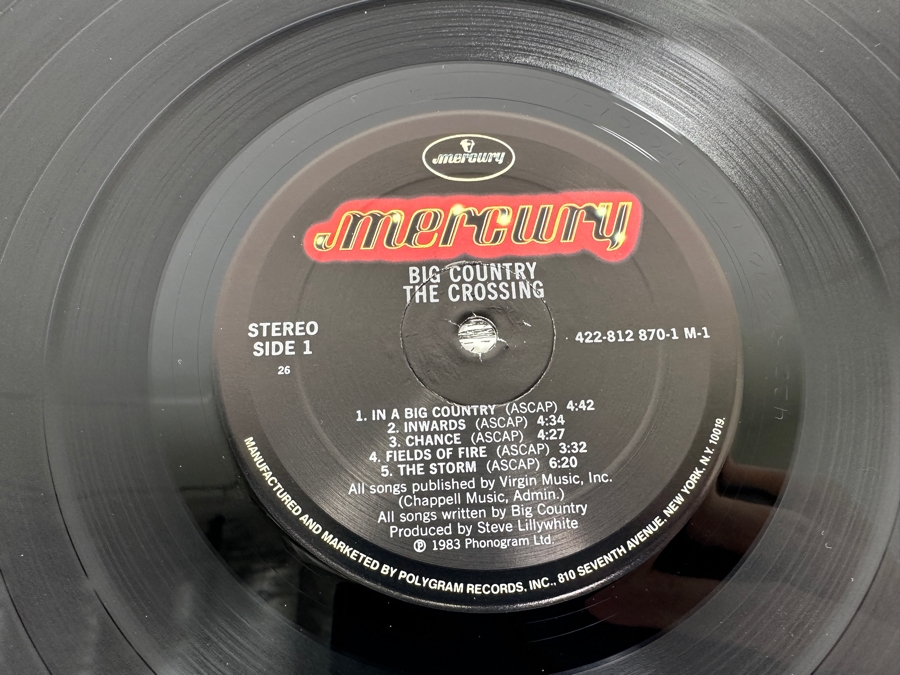 mercury
mercury
BIG COUNTRY
THE CROSSING
STEREO
SIDE 1
26
422-812 870-1 M-1
1. IN A BIG COUNTRY (ASCAP) 4:42
2. INWARDS (ASCAP) 4:34
3. CHANCE (ASCAP) 4:27
4. FIELDS OF FIRE (ASCAP) 3:32
5. THE STORM (ASCAP) 6:20
All songs published by Virgin Music, Inc.
(Chappell Music, Admin.)
All songs written by Big Country
Produced by Steve Lillywhite
℗ 1983 Phonogram Ltd.
MANUFACTURED AND MARKETED BY POLYGRAM RECORDS, INC., 810 SEVENTH AVENUE, NEW YORK, N.Y. 10019.